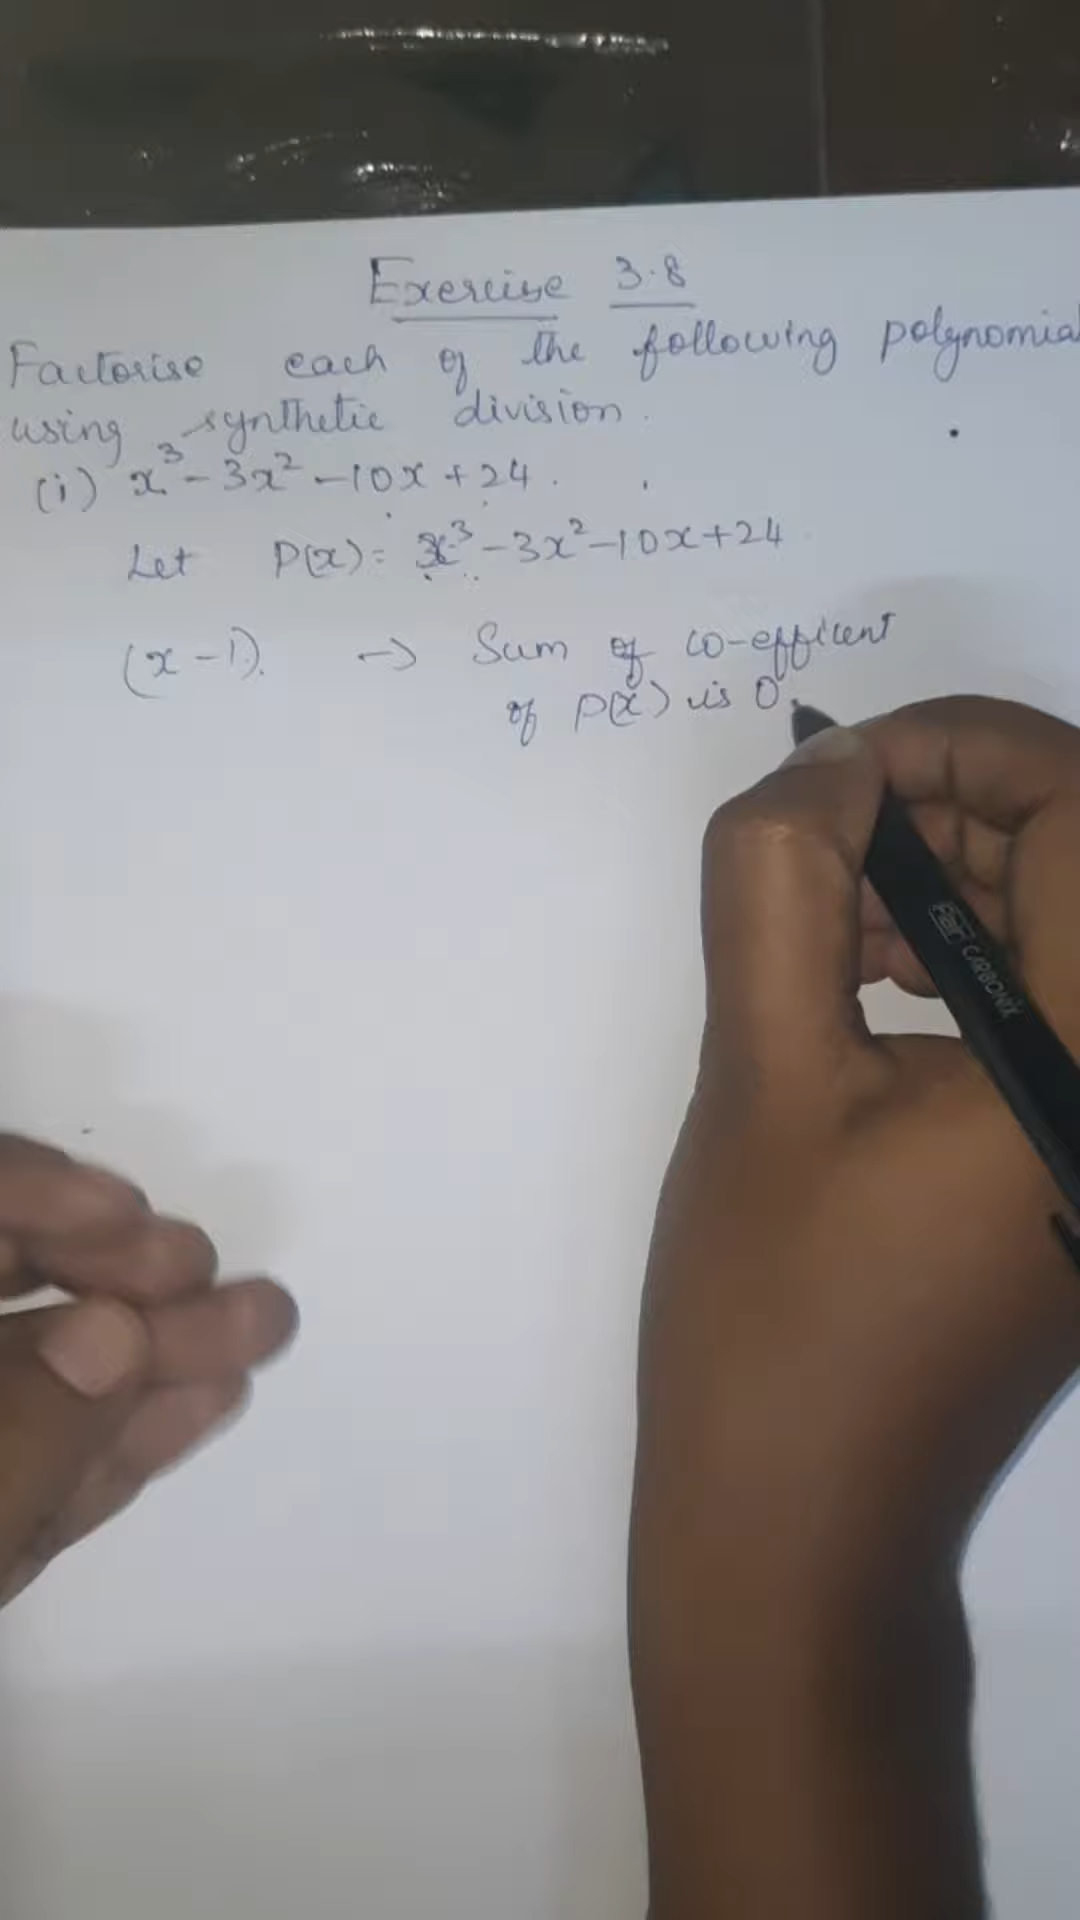 Exercise 3.8
Factorise each of the following polynomial
using synthetic division.
(i) x³ - 3x² - 10x + 24.
Let P(x) = x³ - 3x² - 10x + 24
(x - 1). → Sum of co-efficent
of P(x) is 0.
Flair CARBONIX